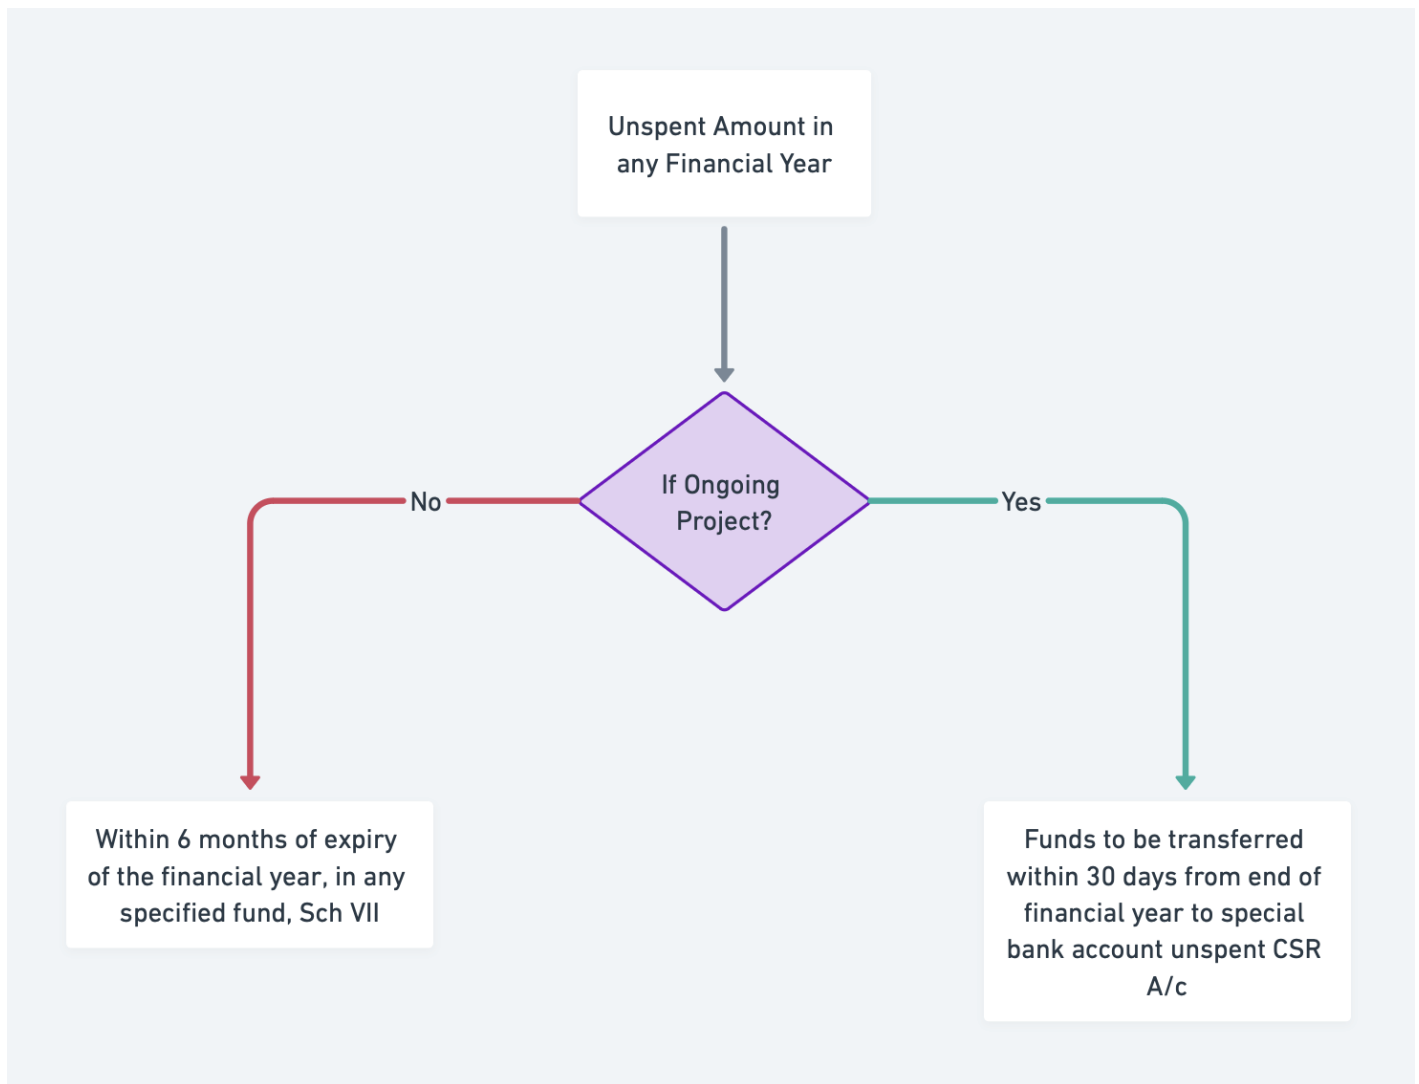 Unspent Amount in
any Financial Year
If Ongoing
Project?
No
Yes
Within 6 months of expiry
of the financial year, in any
specified fund, Sch VII
Funds to be transferred
within 30 days from end of
financial year to special
bank account unspent CSR
A/c